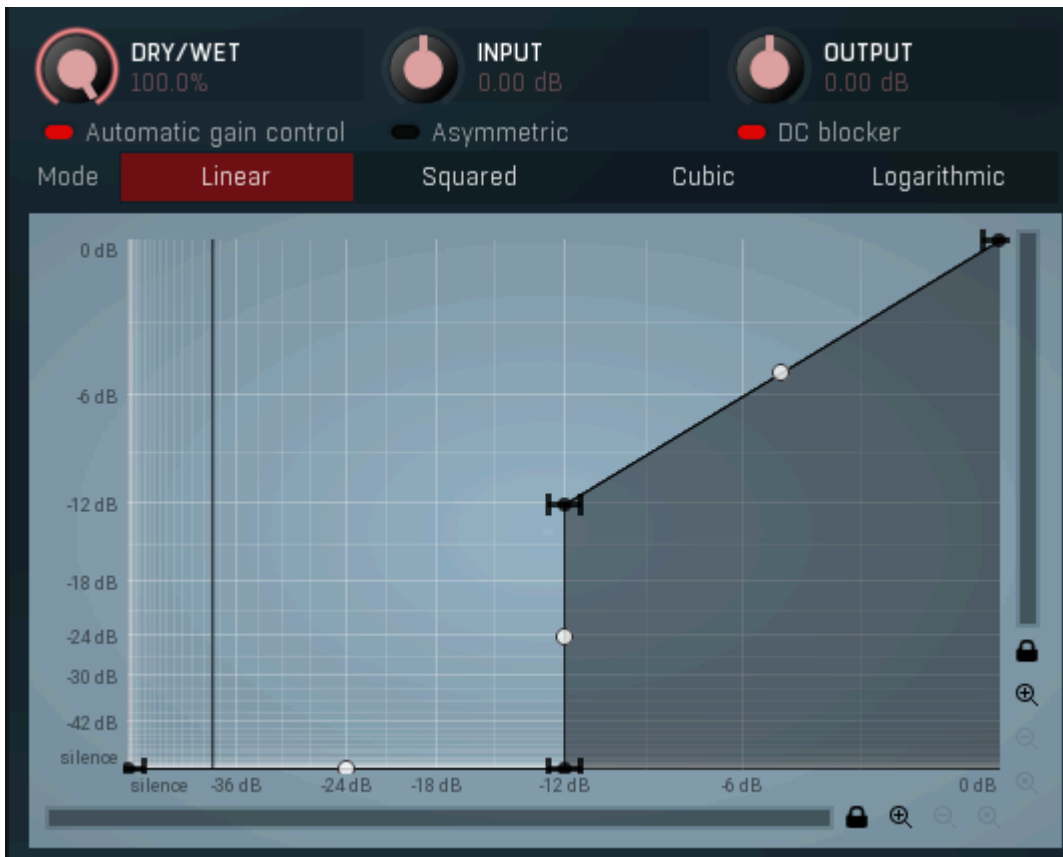 DRY/WET INPUT OUTPUT
100.0% 0.00 dB 0.00 dB
Automatic gain control Asymmetric DC blocker
Mode Linear Squared Cubic Logarithmic
0 dB
-6 dB
-12 dB
-18 dB
-24 dB
-30 dB
-42 dB
silence
silence -36 dB -24 dB -18 dB -12 dB -6 dB 0 dB